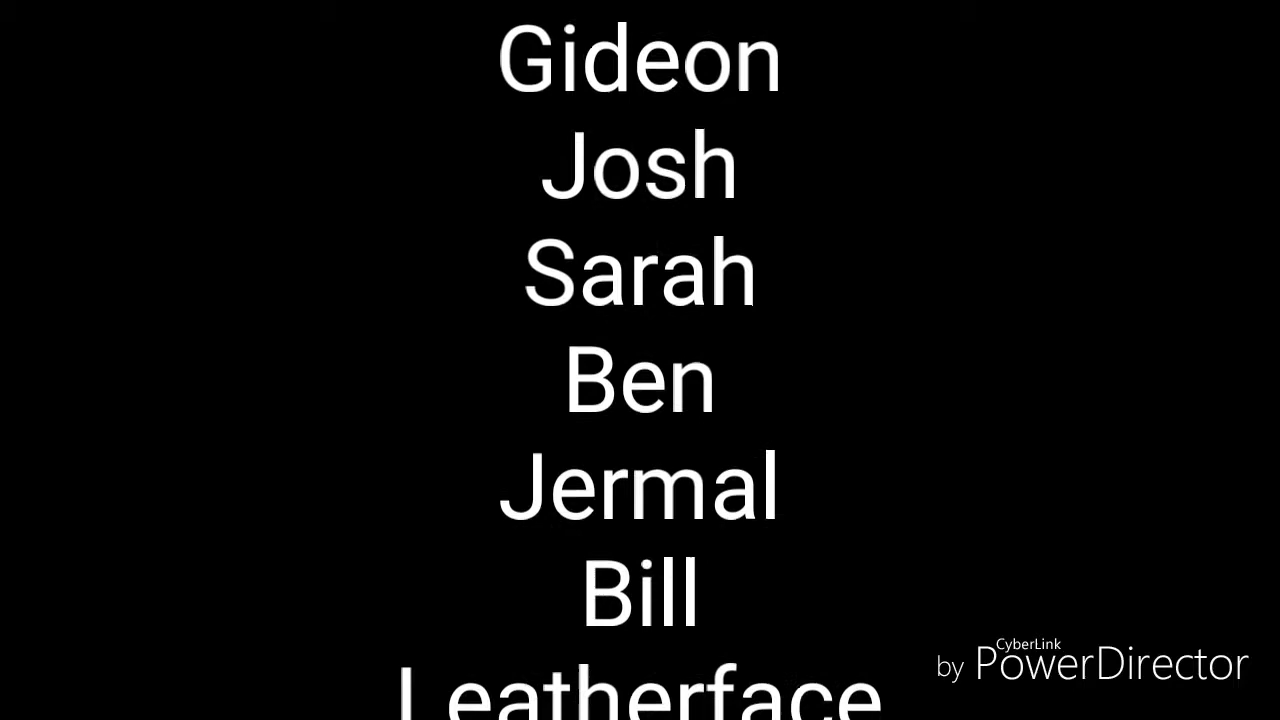 Gideon
Josh
Sarah
Ben
Jermal
Bill
Leatherface
CyberLink
by PowerDirector